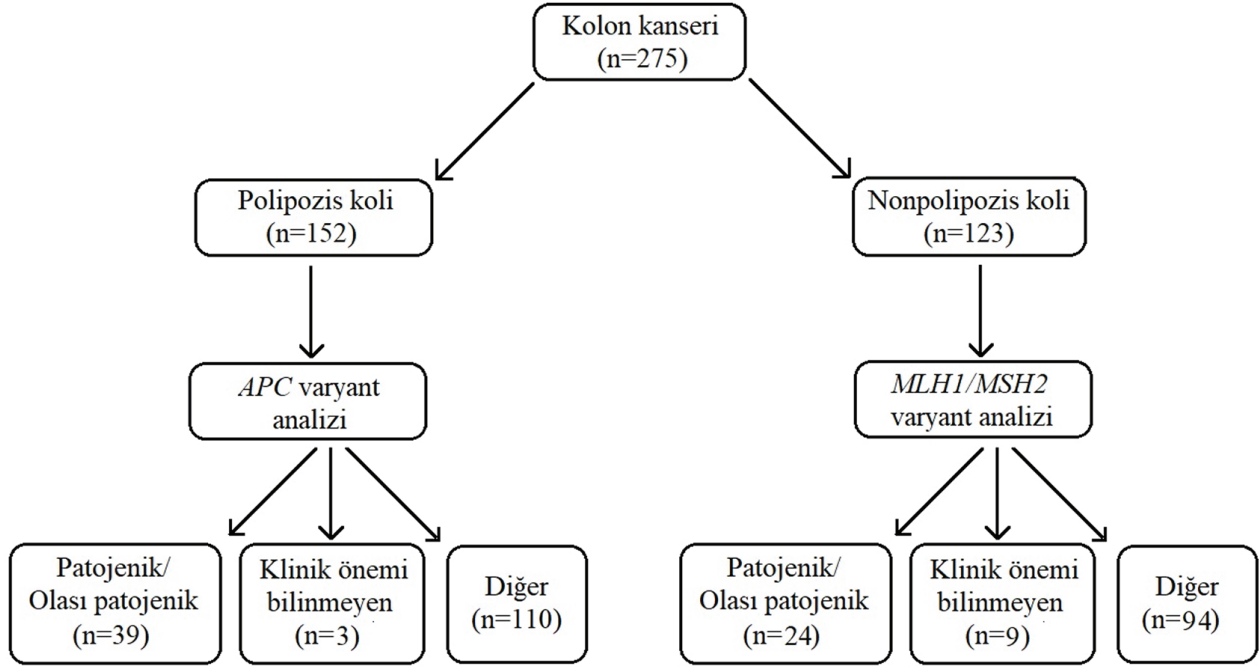 Kolon kanseri
(n=275)
Polipozis koli
(n=152)
Nonpolipozis koli
(n=123)
APC varyant
analizi
MLH1/MSH2
varyant analizi
Patojenik/
Olası patojenik
(n=39)
Klinik önemi
bilinmeyen
(n=3)
Diğer
(n=110)
Patojenik/
Olası patojenik
(n=24)
Klinik önemi
bilinmeyen
(n=9)
Diğer
(n=94)